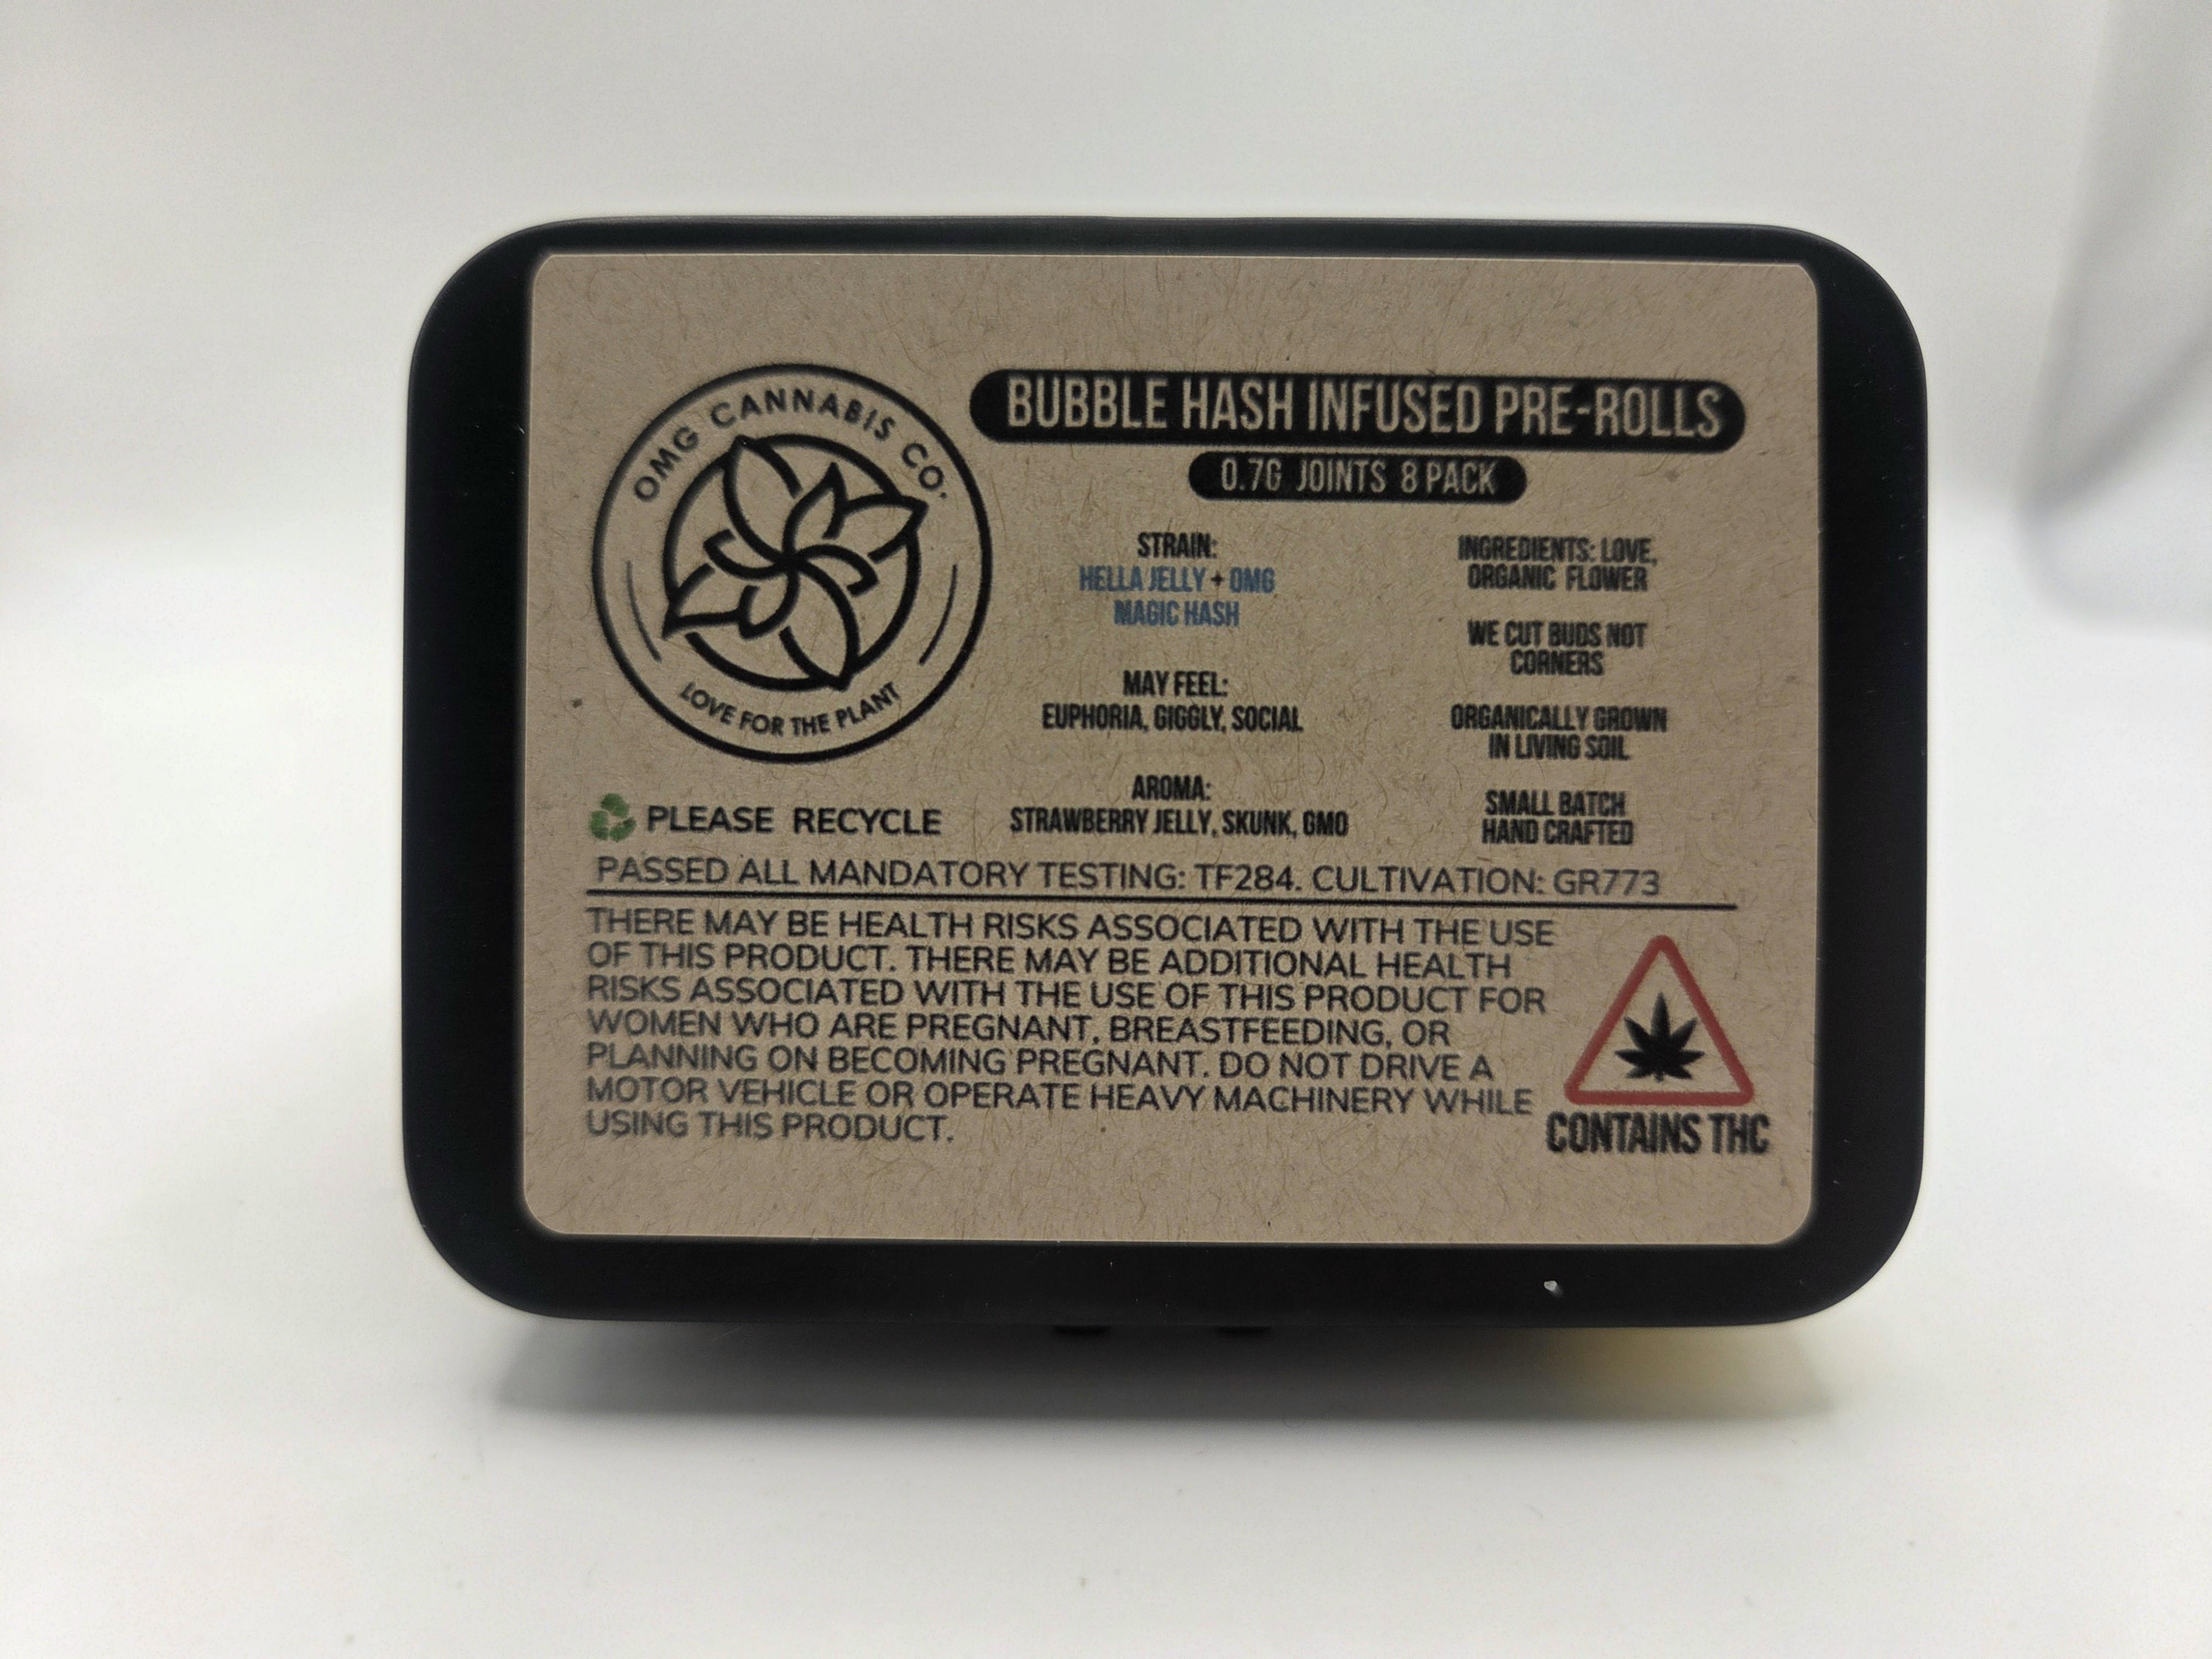 OMG CANNABIS CO.
LOVE FOR THE PLANT
BUBBLE HASH INFUSED PRE-ROLLS
0.7G JOINTS 8 PACK
STRAIN:
HELLA JELLY + OMG
MAGIC HASH
MAY FEEL:
EUPHORIA, GIGGLY, SOCIAL
AROMA:
STRAWBERRY JELLY, SKUNK, GMO
INGREDIENTS: LOVE,
ORGANIC FLOWER
WE CUT BUDS NOT
CORNERS
ORGANICALLY GROWN
IN LIVING SOIL
SMALL BATCH
HAND CRAFTED
PLEASE RECYCLE
PASSED ALL MANDATORY TESTING: TF284. CULTIVATION: GR773
THERE MAY BE HEALTH RISKS ASSOCIATED WITH THE USE
OF THIS PRODUCT. THERE MAY BE ADDITIONAL HEALTH
RISKS ASSOCIATED WITH THE USE OF THIS PRODUCT FOR
WOMEN WHO ARE PREGNANT, BREASTFEEDING, OR
PLANNING ON BECOMING PREGNANT. DO NOT DRIVE A
MOTOR VEHICLE OR OPERATE HEAVY MACHINERY WHILE
USING THIS PRODUCT.
CONTAINS THC